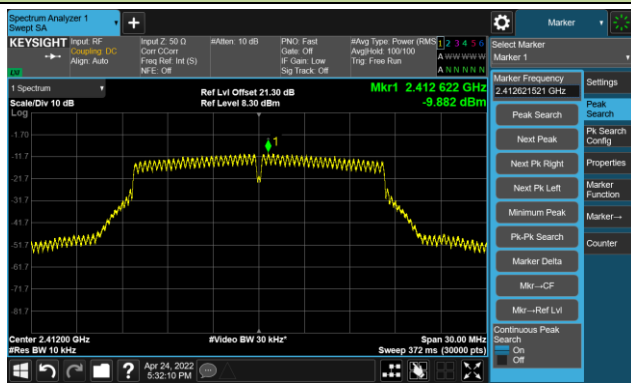 Spectrum Analyzer 1
Swept SA
+
Marker
KEYSIGHT
Input: RF
Coupling: DC
Align: Auto
Input Z: 50 Ω
Corr CCorr
Freq Ref: Int (S)
NFE: Off
#Atten: 10 dB
PNO: Fast
Gate: Off
IF Gain: Low
Sig Track: Off
#Avg Type: Power (RMS)
Avg|Hold: 100/100
Trig: Free Run
1 2 3 4 5 6
A W W W W W
A N N N N N
Select Marker
Marker 1
LW
1 Spectrum
Scale/Div 10 dB
Log
Ref Lvl Offset 21.30 dB
Ref Level 8.30 dBm
Mkr1 2.412 622 GHz
-9.882 dBm
1
-1.70
-11.7
-21.7
-31.7
-41.7
-51.7
-61.7
-71.7
-81.7
Center 2.41200 GHz
#Res BW 10 kHz
#Video BW 30 kHz*
Span 30.00 MHz
Sweep 372 ms (30000 pts)
Marker Frequency
2.412621521 GHz
Peak Search
Next Peak
Next Pk Right
Next Pk Left
Minimum Peak
Pk-Pk Search
Marker Delta
Mkr→CF
Mkr→Ref Lvl
Continuous Peak
Search
On
Off
Settings
Peak
Search
Pk Search
Config
Properties
Marker
Function
Marker→
Counter
?
Apr 24, 2022
5:32:10 PM